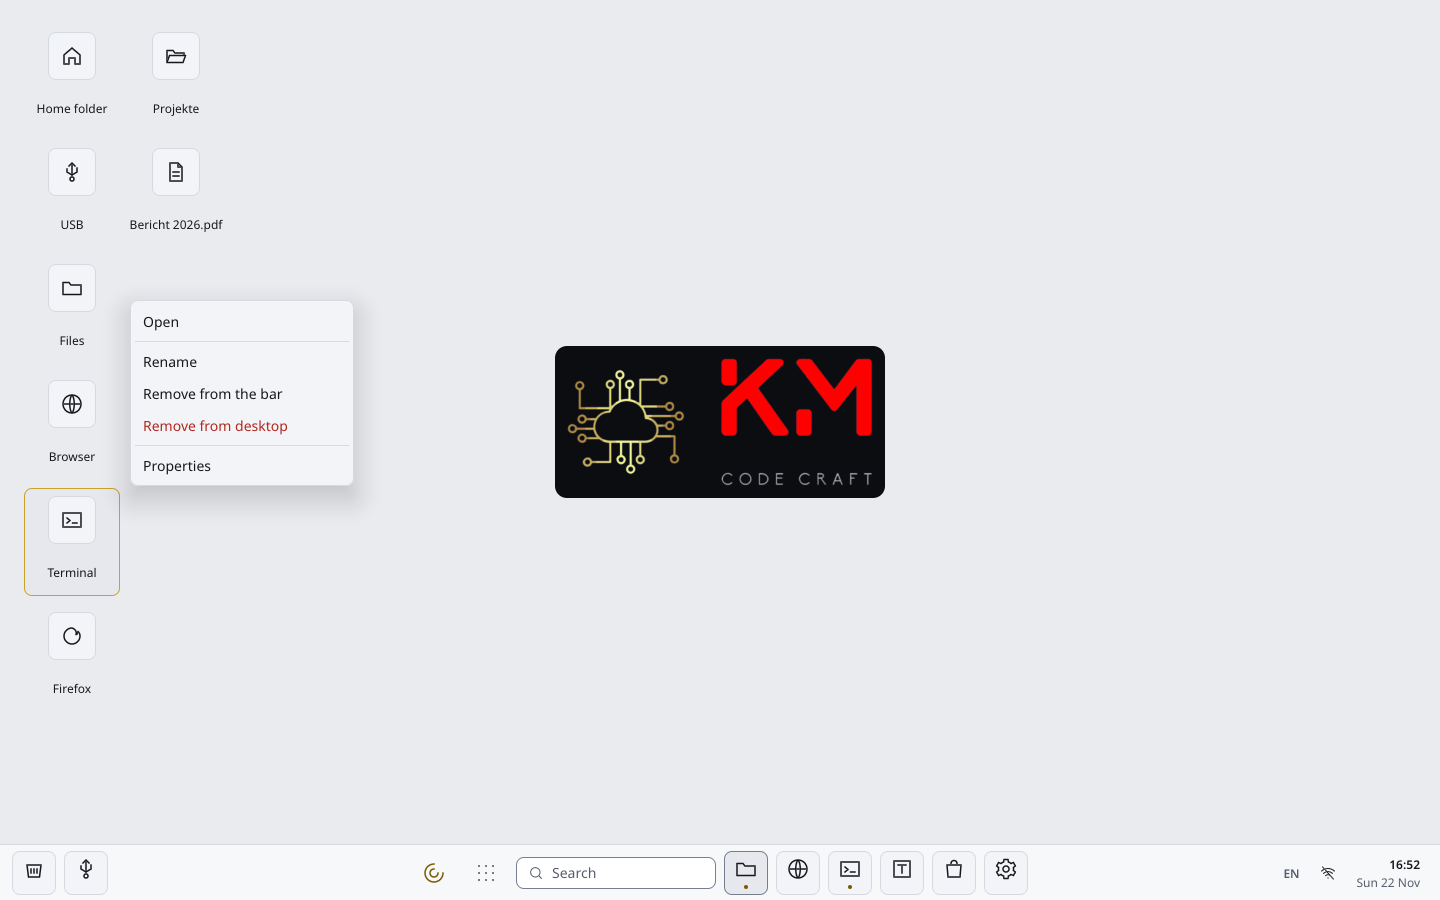 Home folder
Projekte
USB
Bericht 2026.pdf
Files
Browser
Terminal
Firefox
Open
Rename
Remove from the bar
Remove from desktop
Properties
KM
CODE CRAFT
Search
EN
16:52
Sun 22 Nov